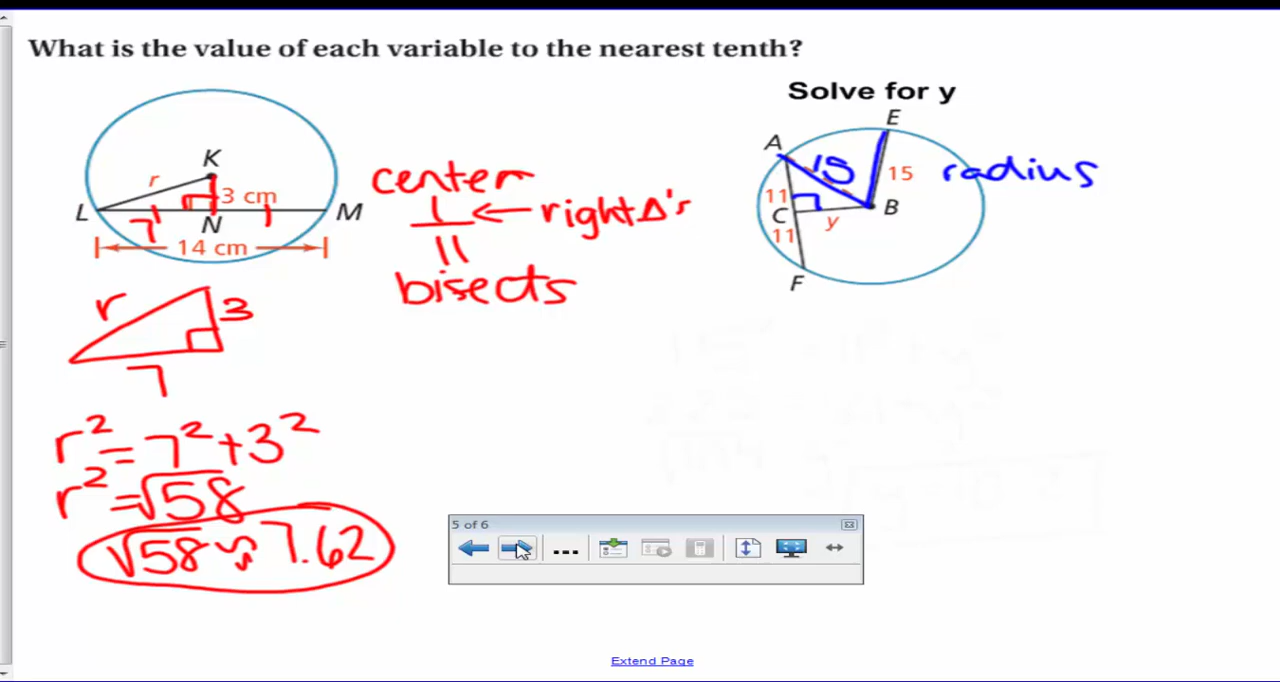 What is the value of each variable to the nearest tenth?
Solve for y
K
r
3 cm
L
7
N
M
14 cm
center
⊥ ← right Δ's
11
bisects
E
A
15
15
radius
11
C
B
y
11
F
r
3
7
r² = 7² + 3²
r² = √58
√58 ≈ 7.62
5 of 6
...
Extend Page